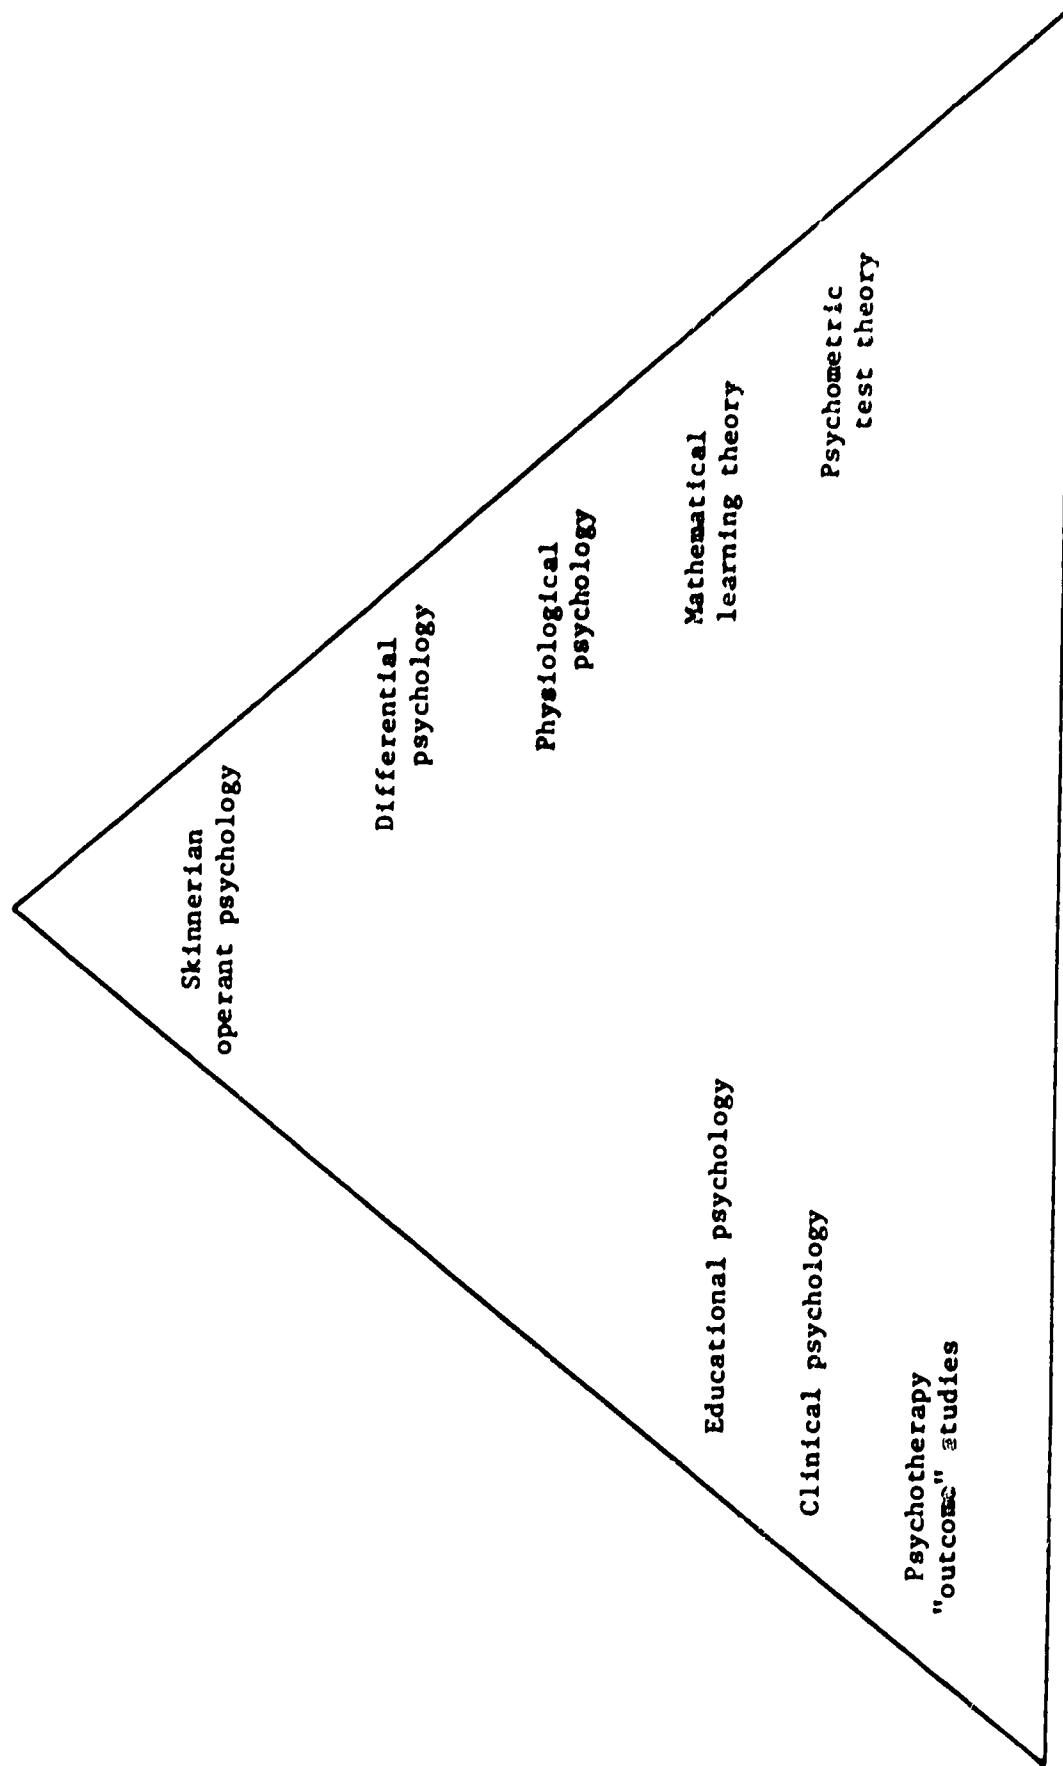 Skinnerian
operant psychology
Differential
psychology
Physiological
psychology
Mathematical
learning theory
Educational psychology
Clinical psychology
Psychometric
test theory
Psychotherapy
"outcome" studies